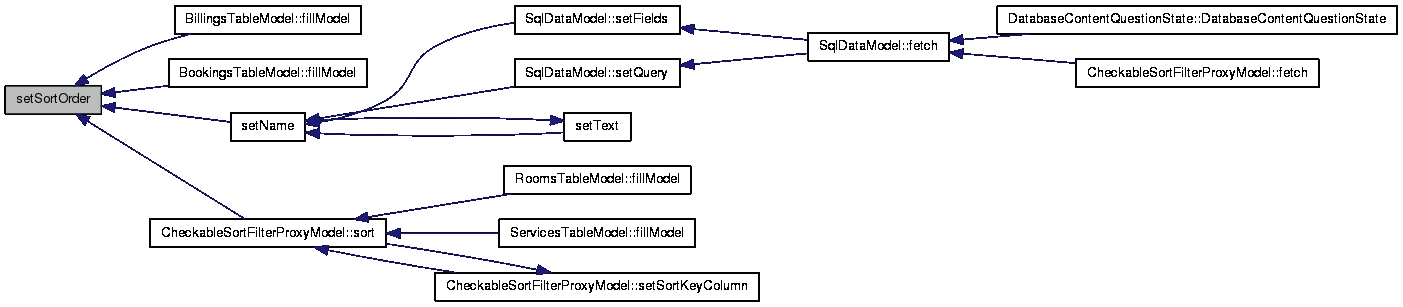 BillingsTableModel::fillModel
SqlDataModel::setFields
DatabaseContentQuestionState::DatabaseContentQuestionState
SqlDataModel::fetch
BookingsTableModel::fillModel
SqlDataModel::setQuery
CheckableSortFilterProxyModel::fetch
setSortOrder
setName
setText
RoomsTableModel::fillModel
CheckableSortFilterProxyModel::sort
ServicesTableModel::fillModel
CheckableSortFilterProxyModel::setSortKeyColumn